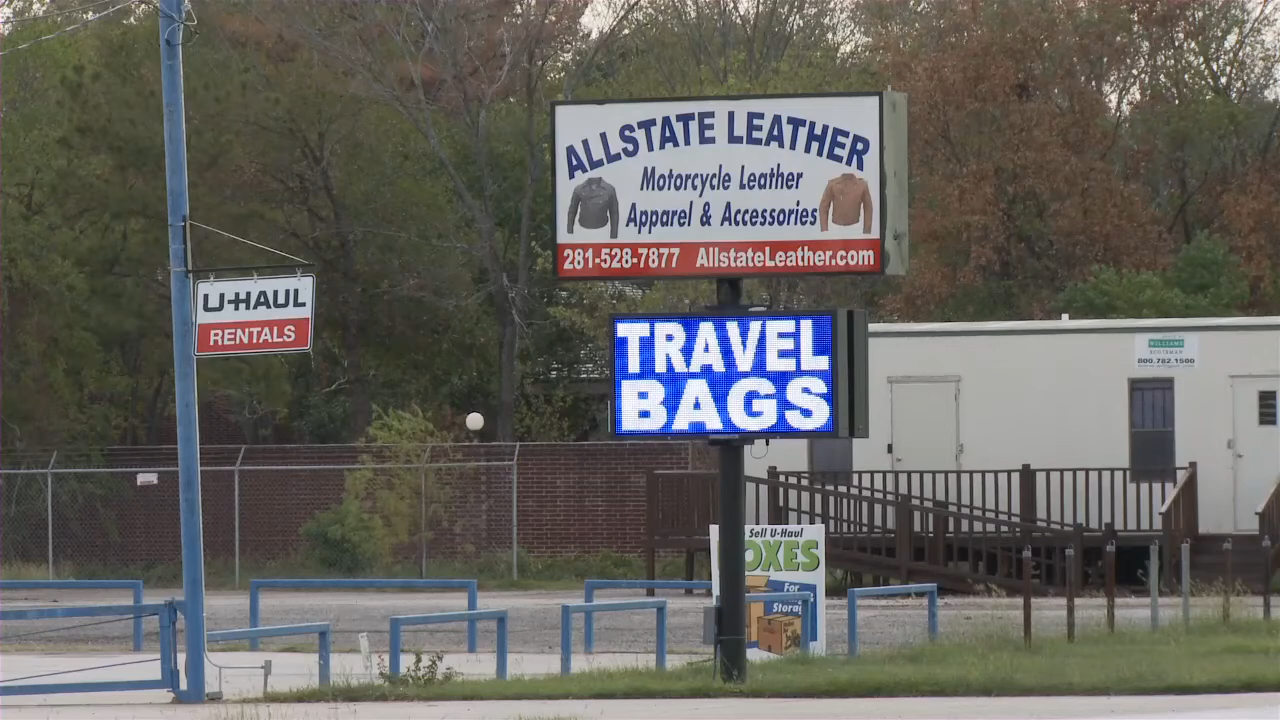 ALLSTATE LEATHER
Motorcycle Leather
Apparel & Accessories
281-528-7877 AllstateLeather.com
U-HAUL
RENTALS
TRAVEL
BAGS
WILLIAMS
SCOTSMAN
800.782.1500
Sell U-Haul
OXES
For
Storag